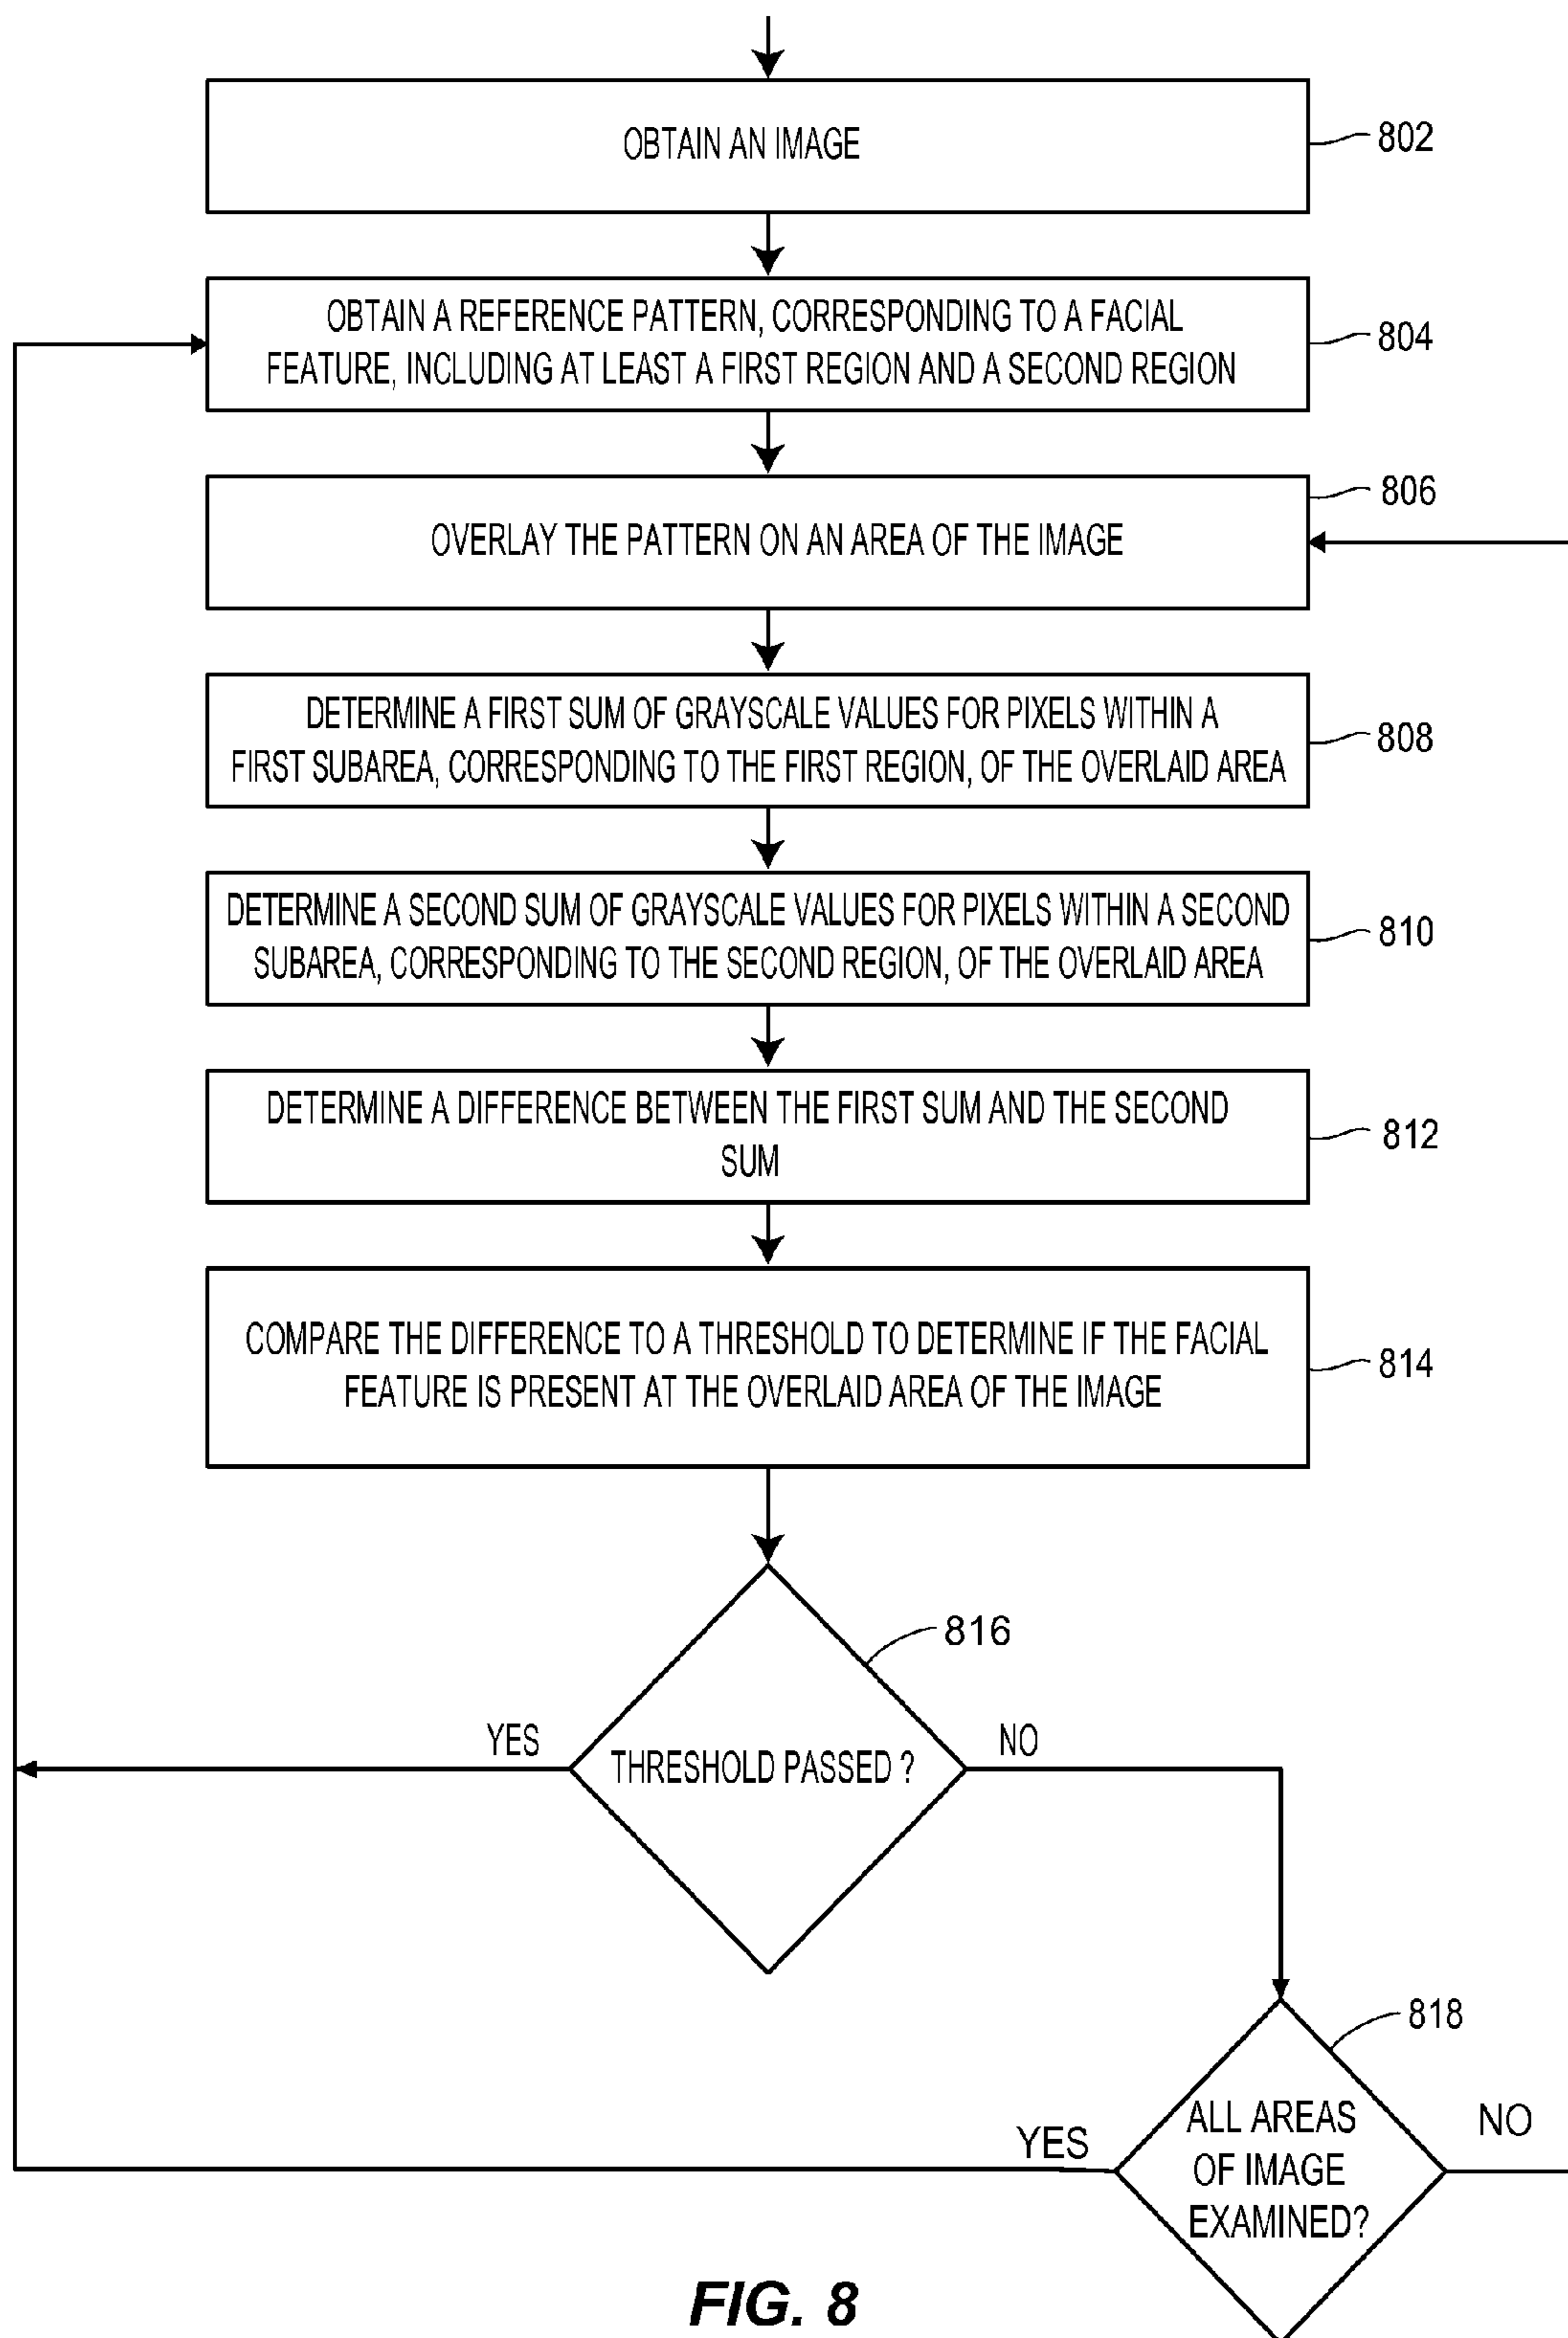 OBTAIN AN IMAGE
802
OBTAIN A REFERENCE PATTERN, CORRESPONDING TO A FACIAL
FEATURE, INCLUDING AT LEAST A FIRST REGION AND A SECOND REGION
804
OVERLAY THE PATTERN ON AN AREA OF THE IMAGE
806
DETERMINE A FIRST SUM OF GRAYSCALE VALUES FOR PIXELS WITHIN A
FIRST SUBAREA, CORRESPONDING TO THE FIRST REGION, OF THE OVERLAID AREA
808
DETERMINE A SECOND SUM OF GRAYSCALE VALUES FOR PIXELS WITHIN A SECOND
SUBAREA, CORRESPONDING TO THE SECOND REGION, OF THE OVERLAID AREA
810
DETERMINE A DIFFERENCE BETWEEN THE FIRST SUM AND THE SECOND
SUM
812
COMPARE THE DIFFERENCE TO A THRESHOLD TO DETERMINE IF THE FACIAL
FEATURE IS PRESENT AT THE OVERLAID AREA OF THE IMAGE
814
816
YES
THRESHOLD PASSED ?
NO
818
YES
ALL AREAS
OF IMAGE
EXAMINED?
NO
FIG. 8